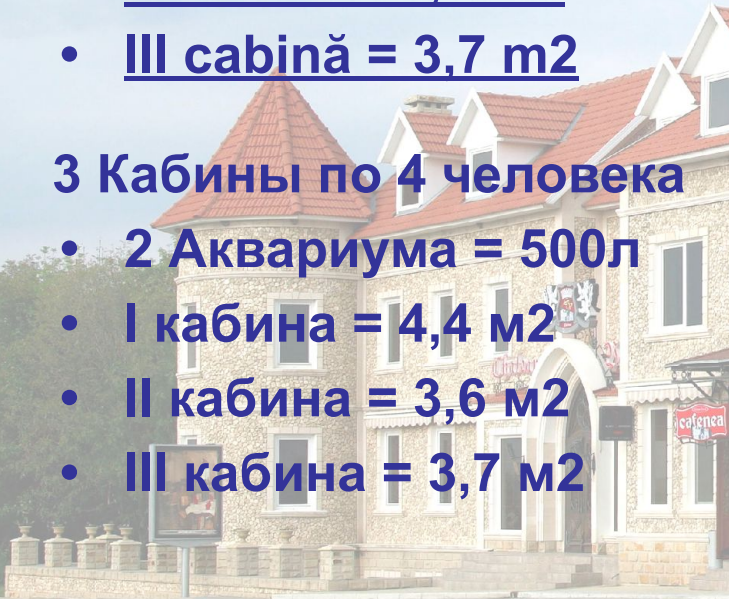 • III cabină = 3,7 m2
3 Кабины по 4 человека
• 2 Аквариума = 500л
• I кабина = 4,4 м2
• II кабина = 3,6 м2
• III кабина = 3,7 м2
cafenea